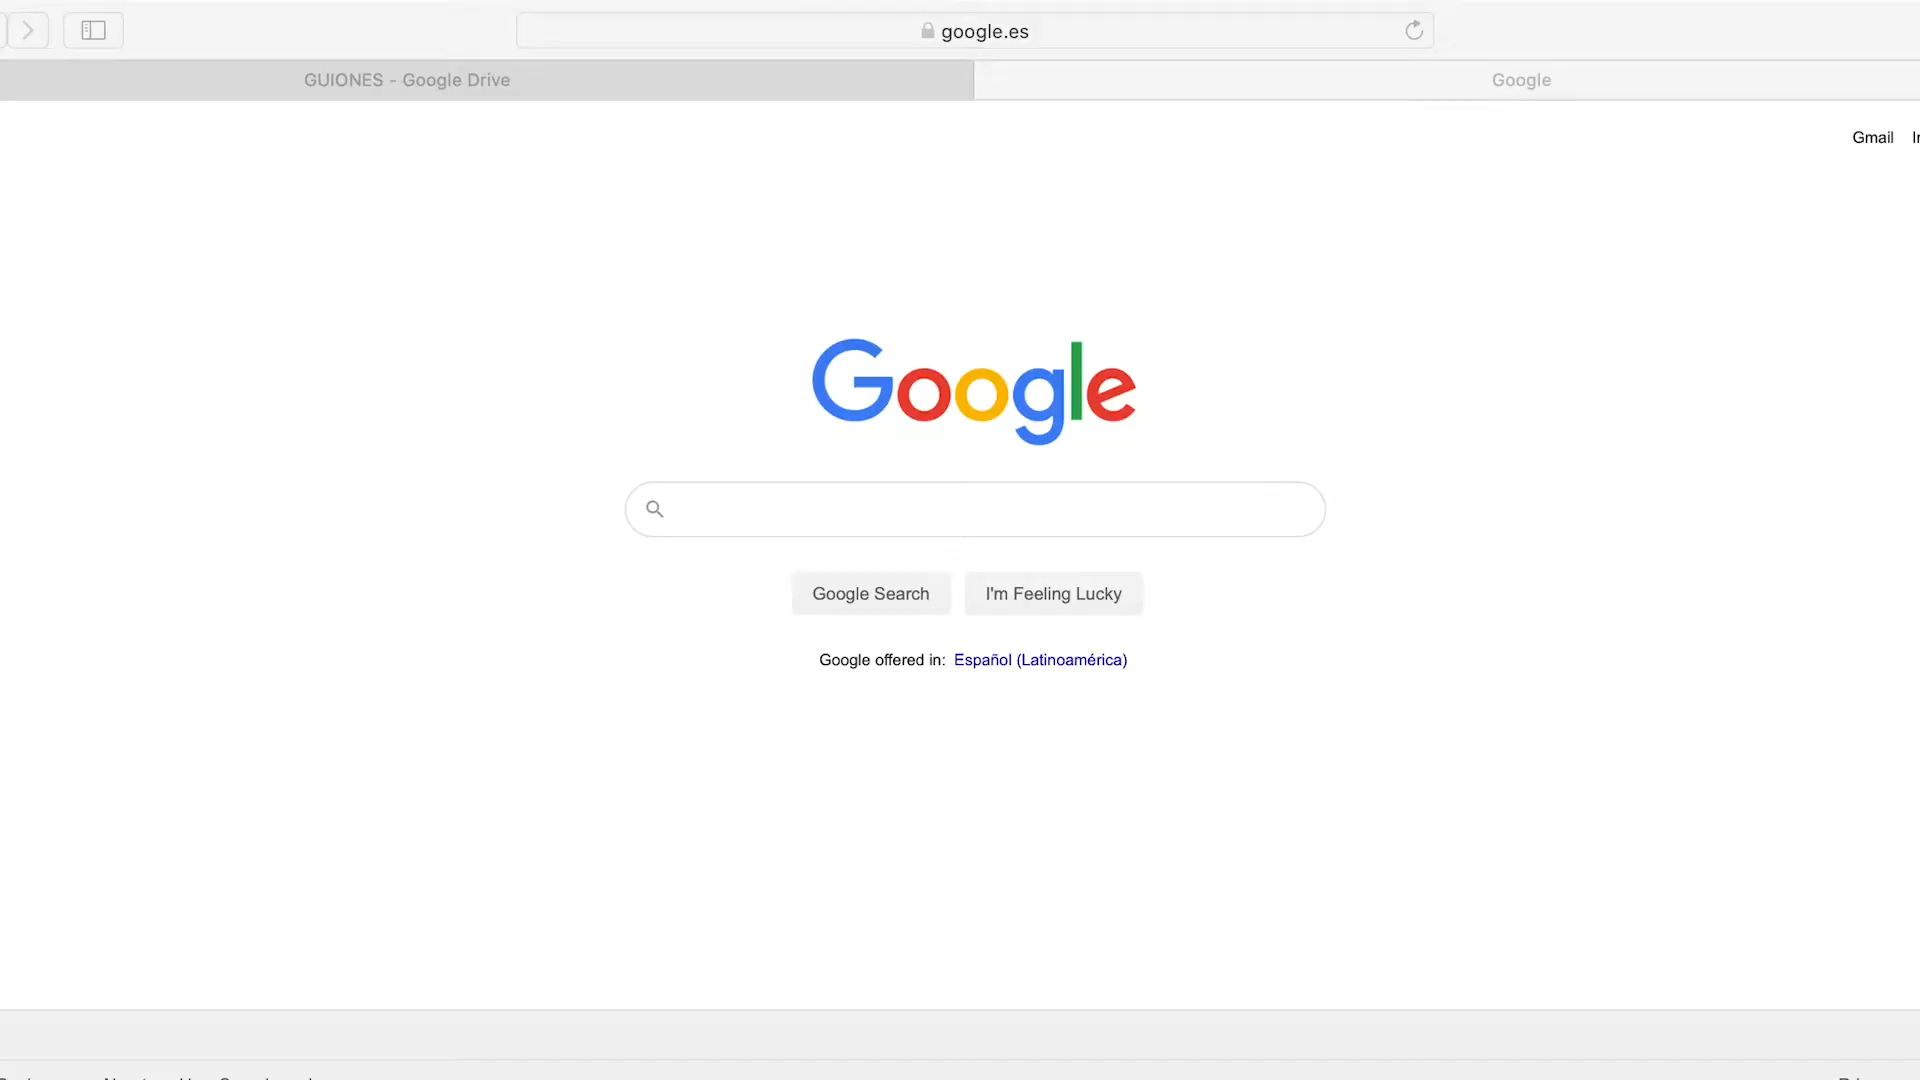 google.es
GUIONES - Google Drive
Google
Gmail
Google
Google Search
I'm Feeling Lucky
Google offered in: Español (Latinoamérica)